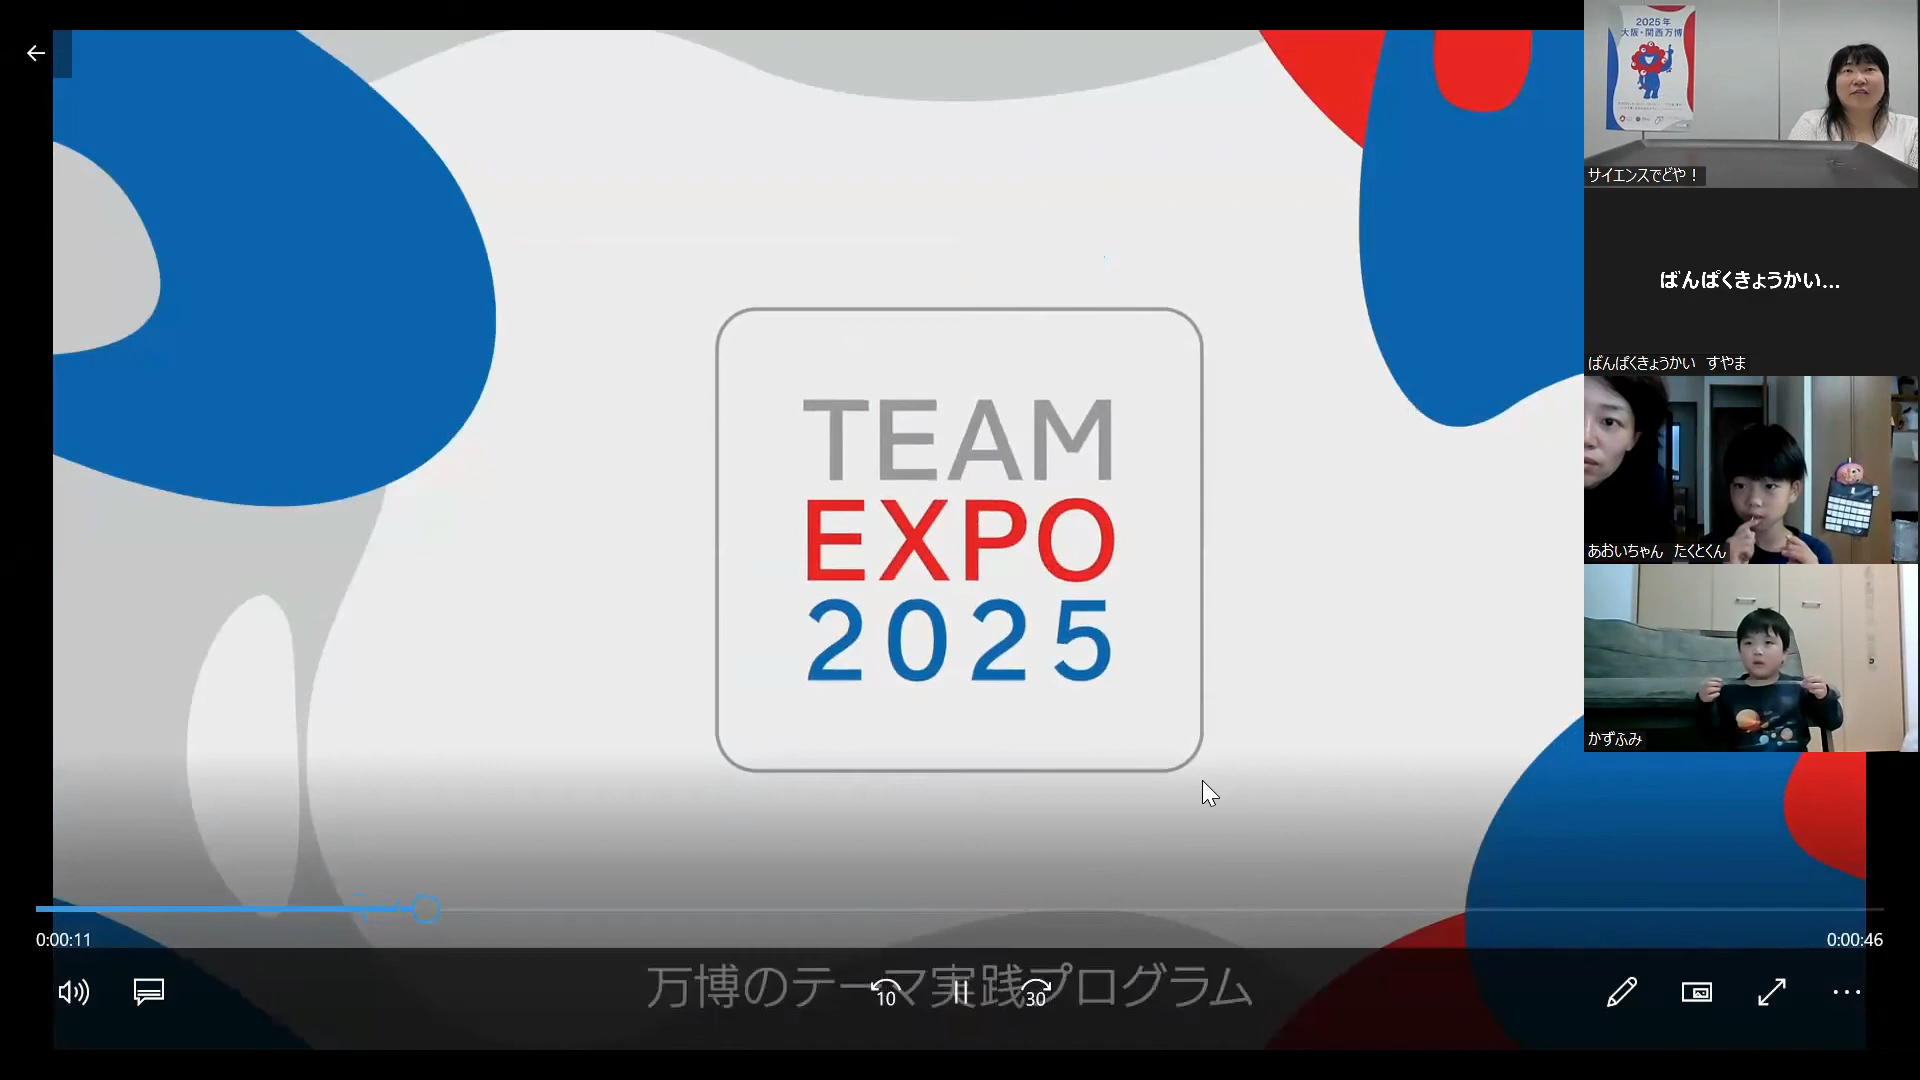 TEAM
EXPO
2025
万博のテーマ実践プログラム
0:00:11
0:00:46
10
30
2025年
大阪・関西万博
サイエンスでどや！
ばんぱくきょうかい...
ばんぱくきょうかい すやま
あおいちゃん たくとくん
かずふみ